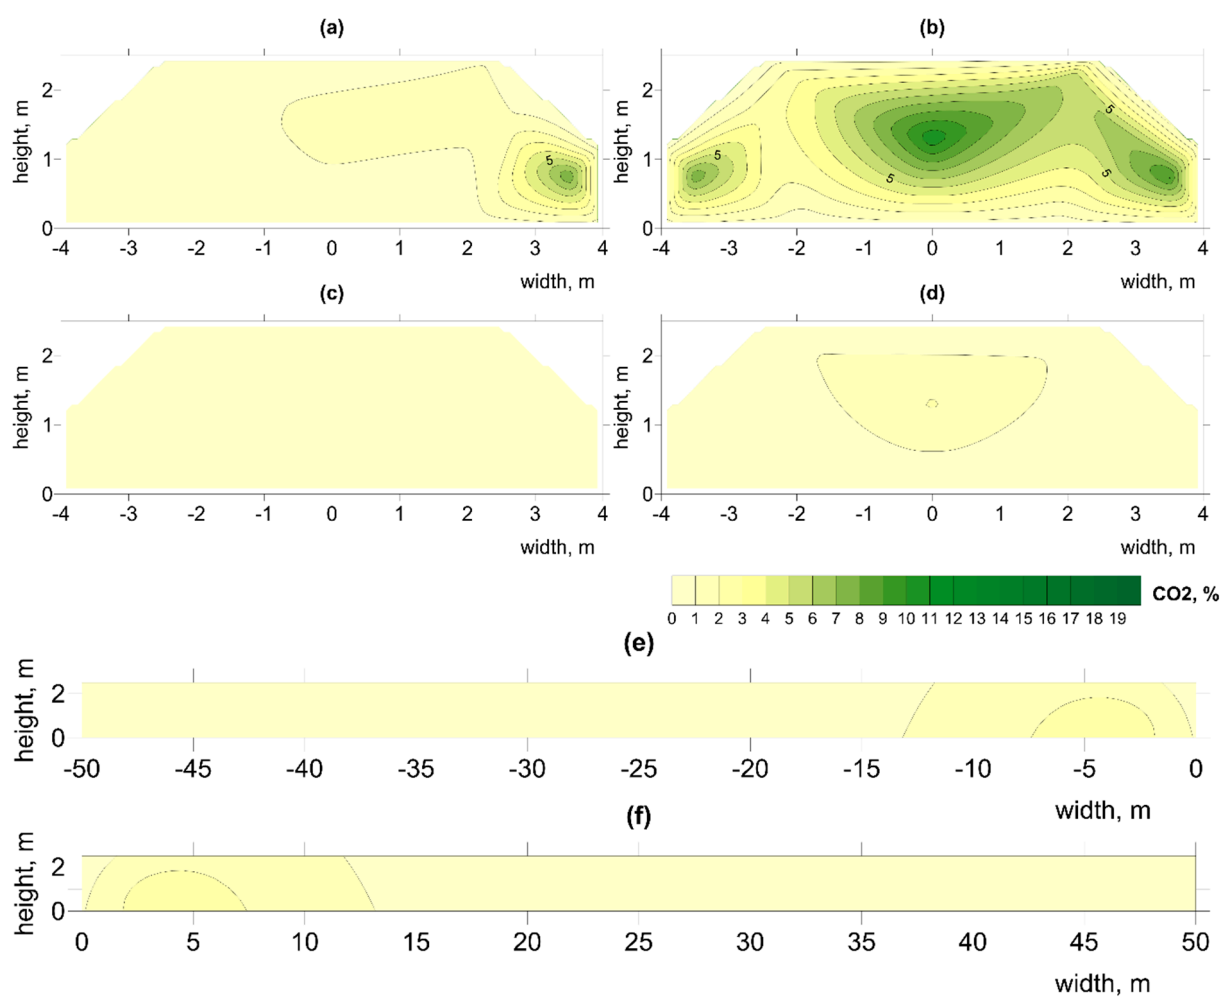 (a) (b)
height, m
2
1
0
5
-4 -3 -2 -1 0 1 2 3 4
width, m
height, m
2
1
0
5 5 5 5
-4 -3 -2 -1 0 1 2 3 4
width, m
(c) (d)
height, m
2
1
0
-4 -3 -2 -1 0 1 2 3 4
width, m
height, m
2
1
0
-4 -3 -2 -1 0 1 2 3 4
width, m
CO2, %
0 1 2 3 4 5 6 7 8 9 10 11 12 13 14 15 16 17 18 19
(e)
height, m
2
0
-50 -45 -40 -35 -30 -25 -20 -15 -10 -5 0
width, m
(f)
height, m
2
0
0 5 10 15 20 25 30 35 40 45 50
width, m